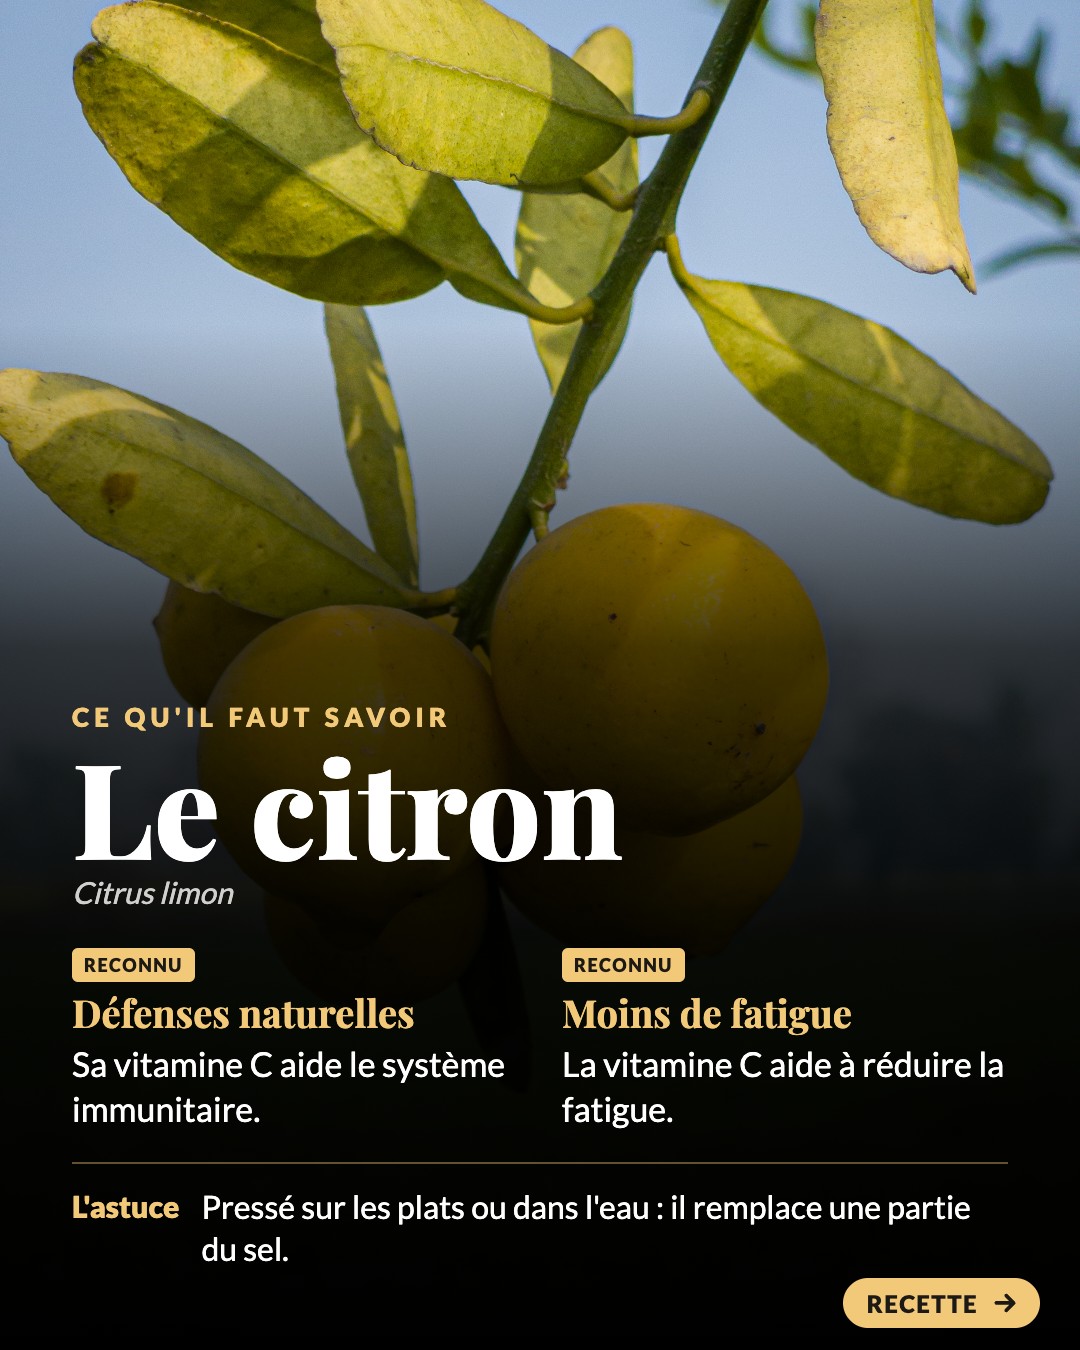 CE QU'IL FAUT SAVOIR
Le citron
Citrus limon
RECONNU
Défenses naturelles
Sa vitamine C aide le système
immunitaire.
RECONNU
Moins de fatigue
La vitamine C aide à réduire la
fatigue.
L'astuce
Pressé sur les plats ou dans l'eau : il remplace une partie
du sel.
RECETTE →